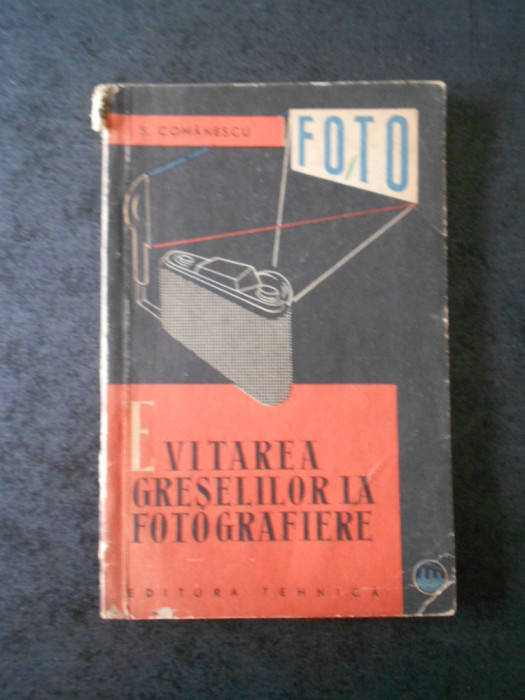 S. COMĂNESCU
FOTO
EVITAREA
GREȘELILOR LA
FOTOGRAFIERE
EDITURA TEHNICĂ